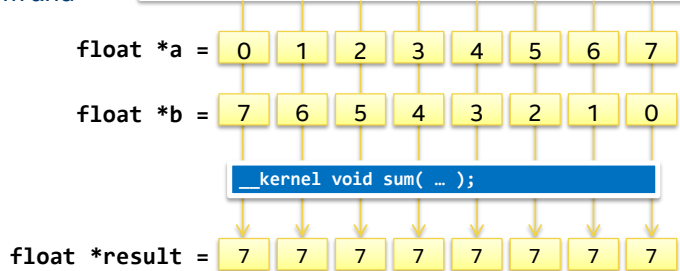 float *a = 0 1 2 3 4 5 6 7
float *b = 7 6 5 4 3 2 1 0
__kernel void sum( … );
float *result = 7 7 7 7 7 7 7 7